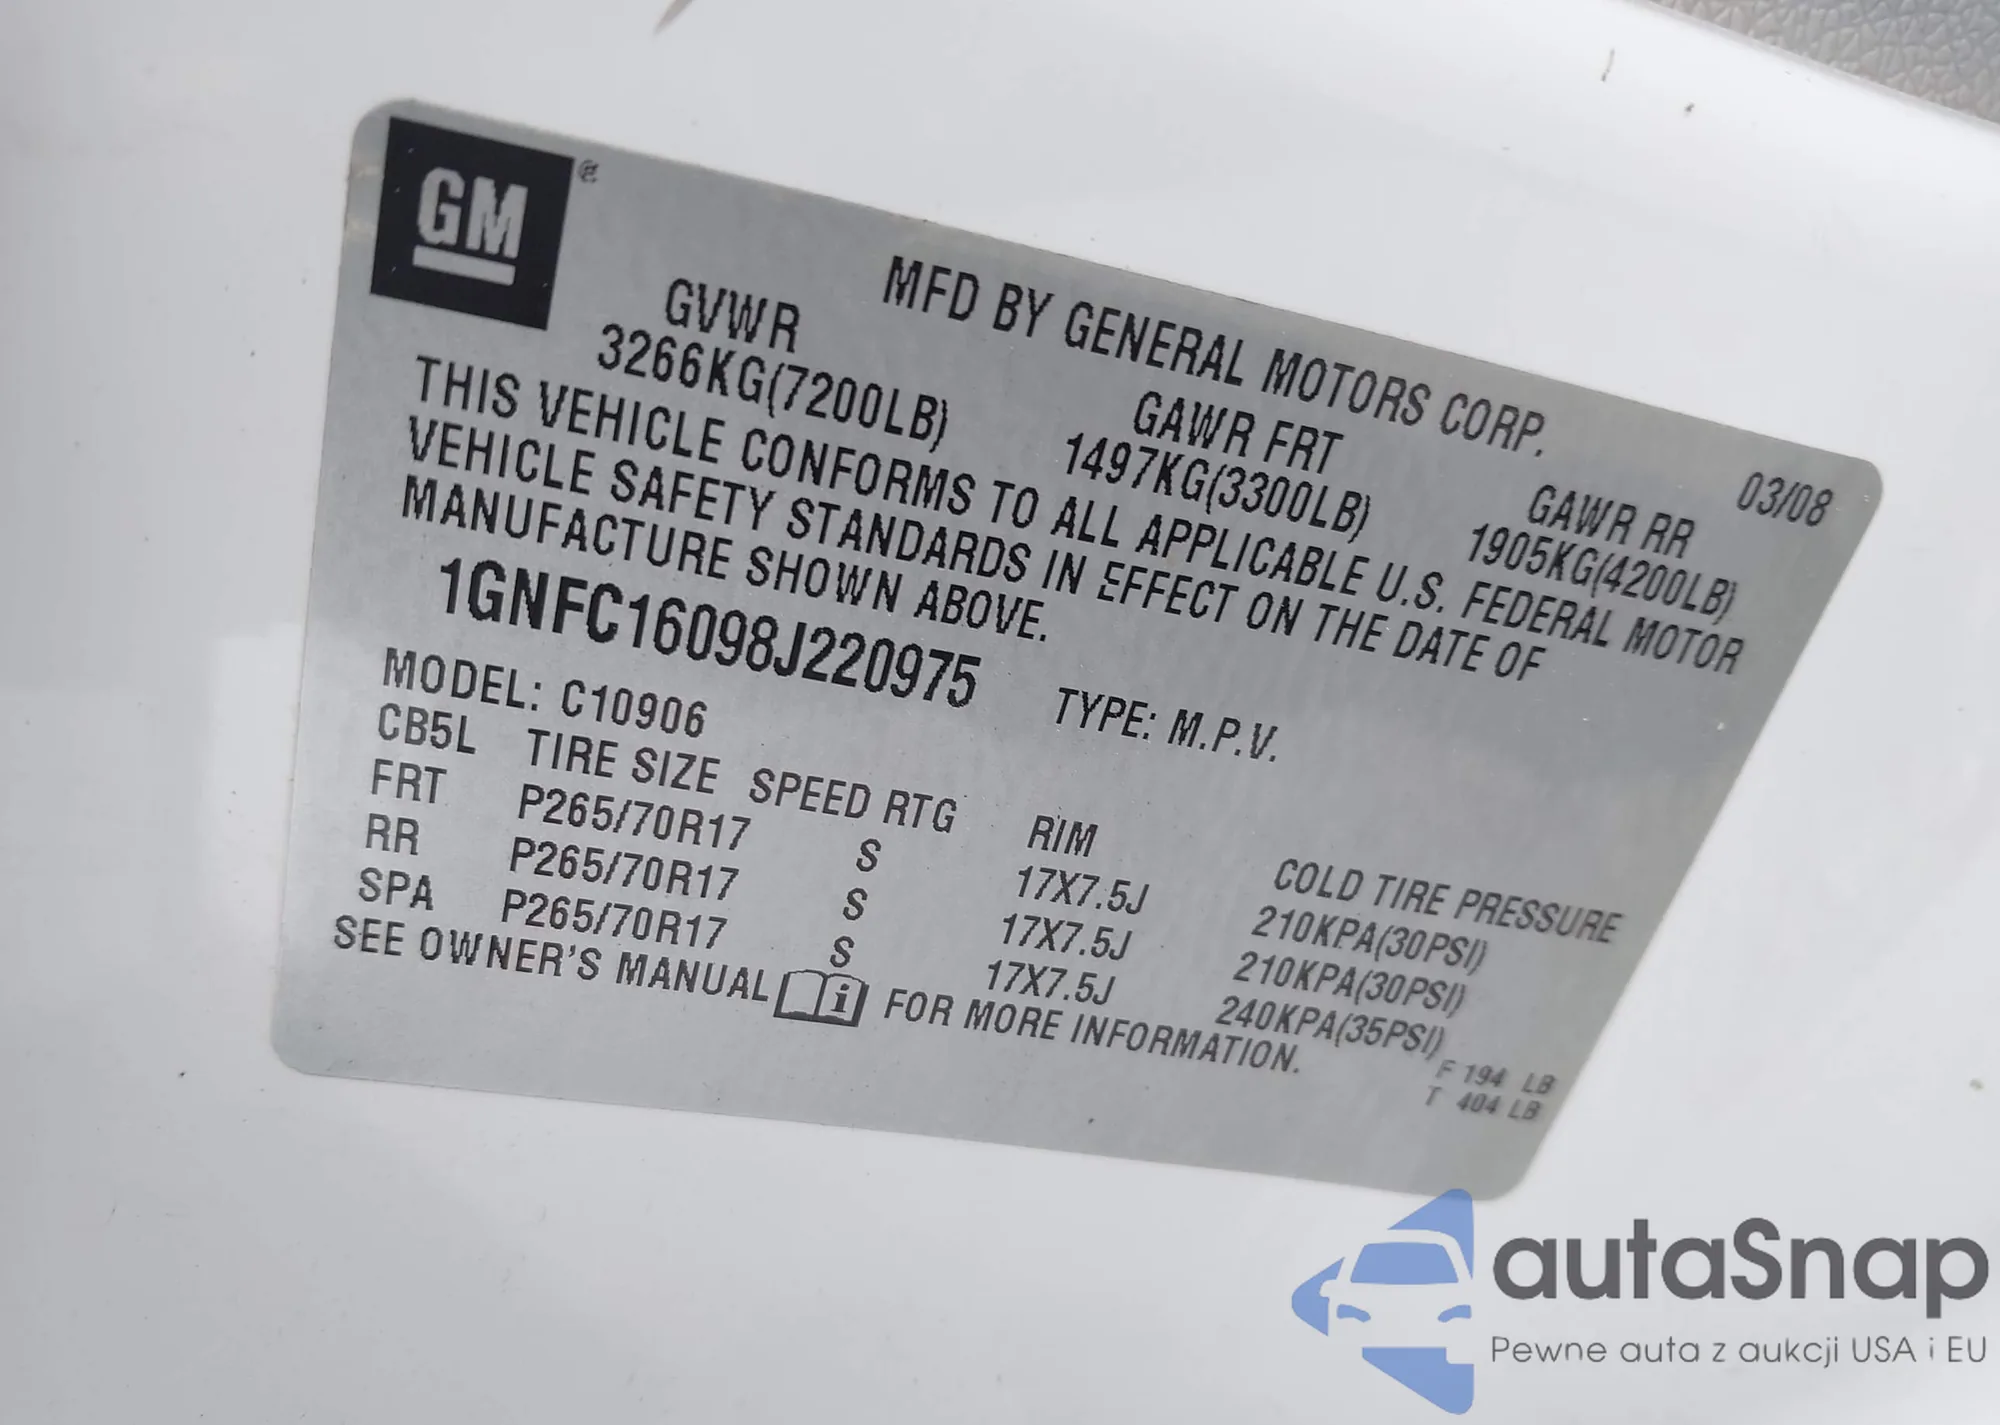 GM
MFD BY GENERAL MOTORS CORP.
03/08
GVWR GAWR FRT GAWR RR
3266KG(7200LB) 1497KG(3300LB) 1905KG(4200LB)
THIS VEHICLE CONFORMS TO ALL APPLICABLE U.S. FEDERAL MOTOR
VEHICLE SAFETY STANDARDS IN EFFECT ON THE DATE OF
MANUFACTURE SHOWN ABOVE.
1GNFC16098J220975 TYPE: M.P.V.
MODEL: C10906
CB5L TIRE SIZE SPEED RTG RIM COLD TIRE PRESSURE
FRT P265/70R17 S 17X7.5J 210KPA(30PSI)
RR P265/70R17 S 17X7.5J 210KPA(30PSI)
SPA P265/70R17 S 17X7.5J 240KPA(35PSI)
SEE OWNER'S MANUAL i FOR MORE INFORMATION.
F 194 LB
T 404 LB
autaSnap
Pewne auta z aukcji USA i EU